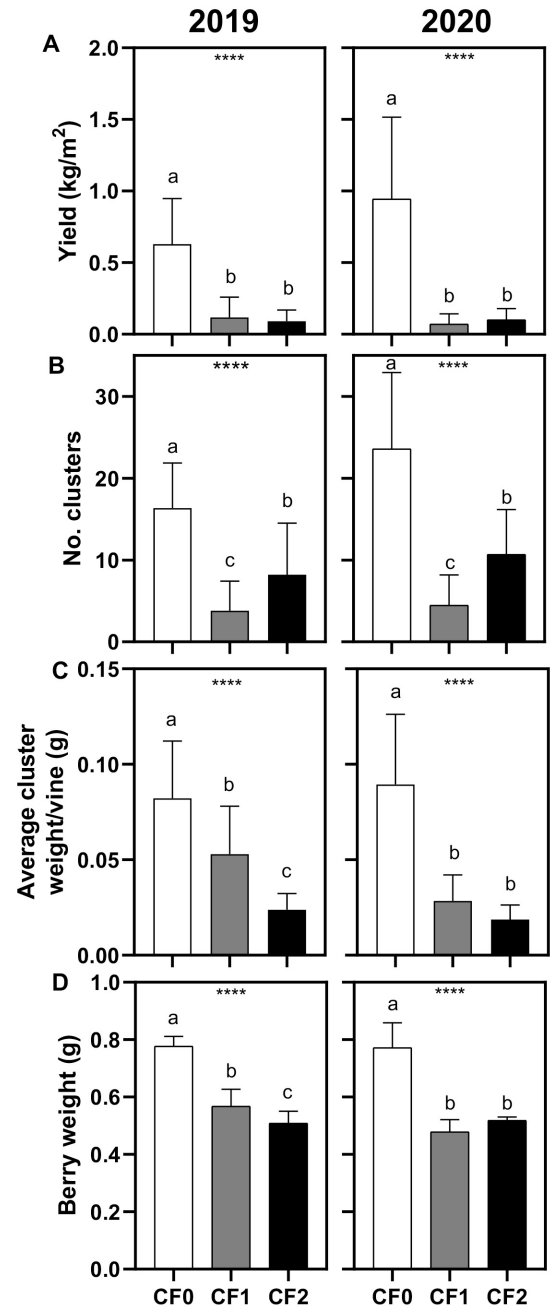 2019 2020
A
Yield (kg/m²)
2.0
1.5
1.0
0.5
0.0
**** ****
a b b a b b
B
No. clusters
30
20
10
0
**** ****
a c b a c b
C
Average cluster
weight/vine (g)
0.15
0.10
0.05
0.00
**** ****
a b c a b b
D
Berry weight (g)
1.0
0.8
0.6
0.4
0.2
0.0
**** ****
a b c a b b
CF0 CF1 CF2 CF0 CF1 CF2